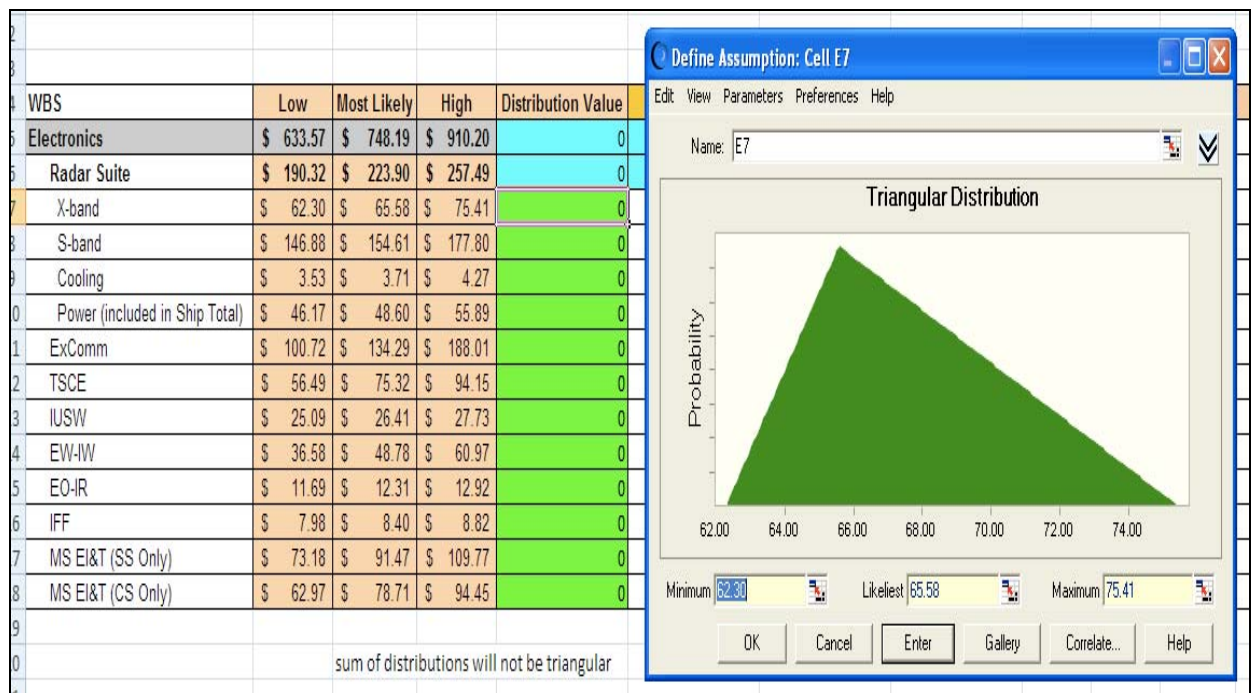 WBS Low Most Likely High Distribution Value
Electronics $ 633.57 $ 748.19 $ 910.20 0
Radar Suite $ 190.32 $ 223.90 $ 257.49 0
X-band $ 62.30 $ 65.58 $ 75.41 0
S-band $ 146.88 $ 154.61 $ 177.80 0
Cooling $ 3.53 $ 3.71 $ 4.27 0
Power (included in Ship Total) $ 46.17 $ 48.60 $ 55.89 0
ExComm $ 100.72 $ 134.29 $ 188.01 0
TSCE $ 56.49 $ 75.32 $ 94.15 0
IUSW $ 25.09 $ 26.41 $ 27.73 0
EW-IW $ 36.58 $ 48.78 $ 60.97 0
EO-IR $ 11.69 $ 12.31 $ 12.92 0
IFF $ 7.98 $ 8.40 $ 8.82 0
MS EI&T (SS Only) $ 73.18 $ 91.47 $ 109.77 0
MS EI&T (CS Only) $ 62.97 $ 78.71 $ 94.45 0
sum of distributions will not be triangular
Define Assumption: Cell E7
Edit View Parameters Preferences Help
Name: E7
Triangular Distribution
Probability
62.00 64.00 66.00 68.00 70.00 72.00 74.00
Minimum 62.30 Likeliest 65.58 Maximum 75.41
OK Cancel Enter Gallery Correlate... Help